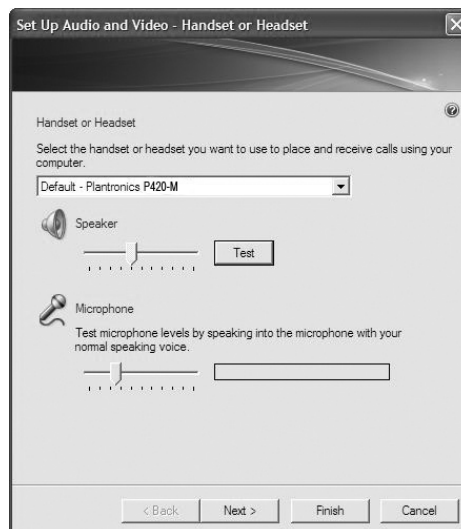 Set Up Audio and Video - Handset or Headset
Handset or Headset
Select the handset or headset you want to use to place and receive calls using your
computer.
Default - Plantronics P420-M
Speaker
Test
Microphone
Test microphone levels by speaking into the microphone with your
normal speaking voice.
< Back
Next >
Finish
Cancel